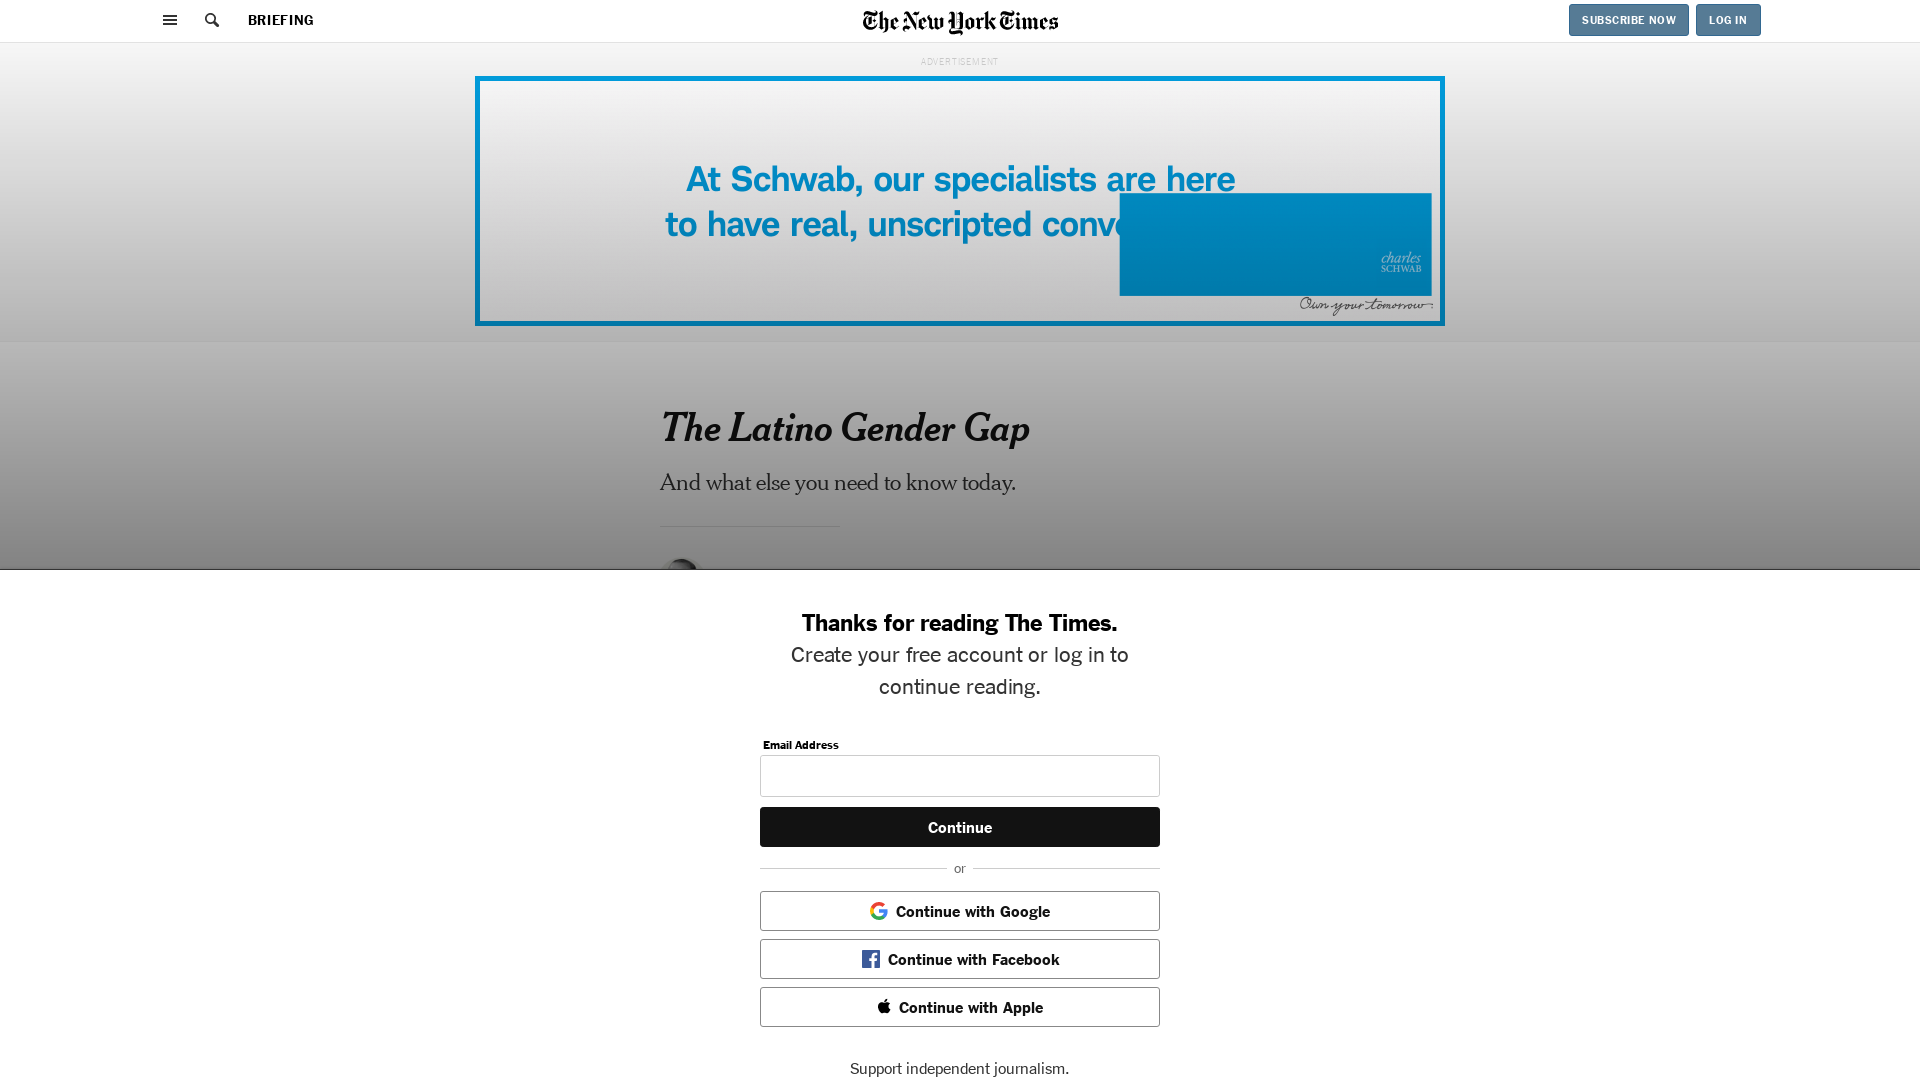 BRIEFING
The New York Times
SUBSCRIBE NOW
LOG IN
ADVERTISEMENT
At Schwab, our specialists are here
to have real, unscripted conve
charles
SCHWAB
Own your tomorrow.
The Latino Gender Gap
And what else you need to know today.
Thanks for reading The Times.
Create your free account or log in to
continue reading.
Email Address
Continue
or
Continue with Google
Continue with Facebook
Continue with Apple
Support independent journalism.